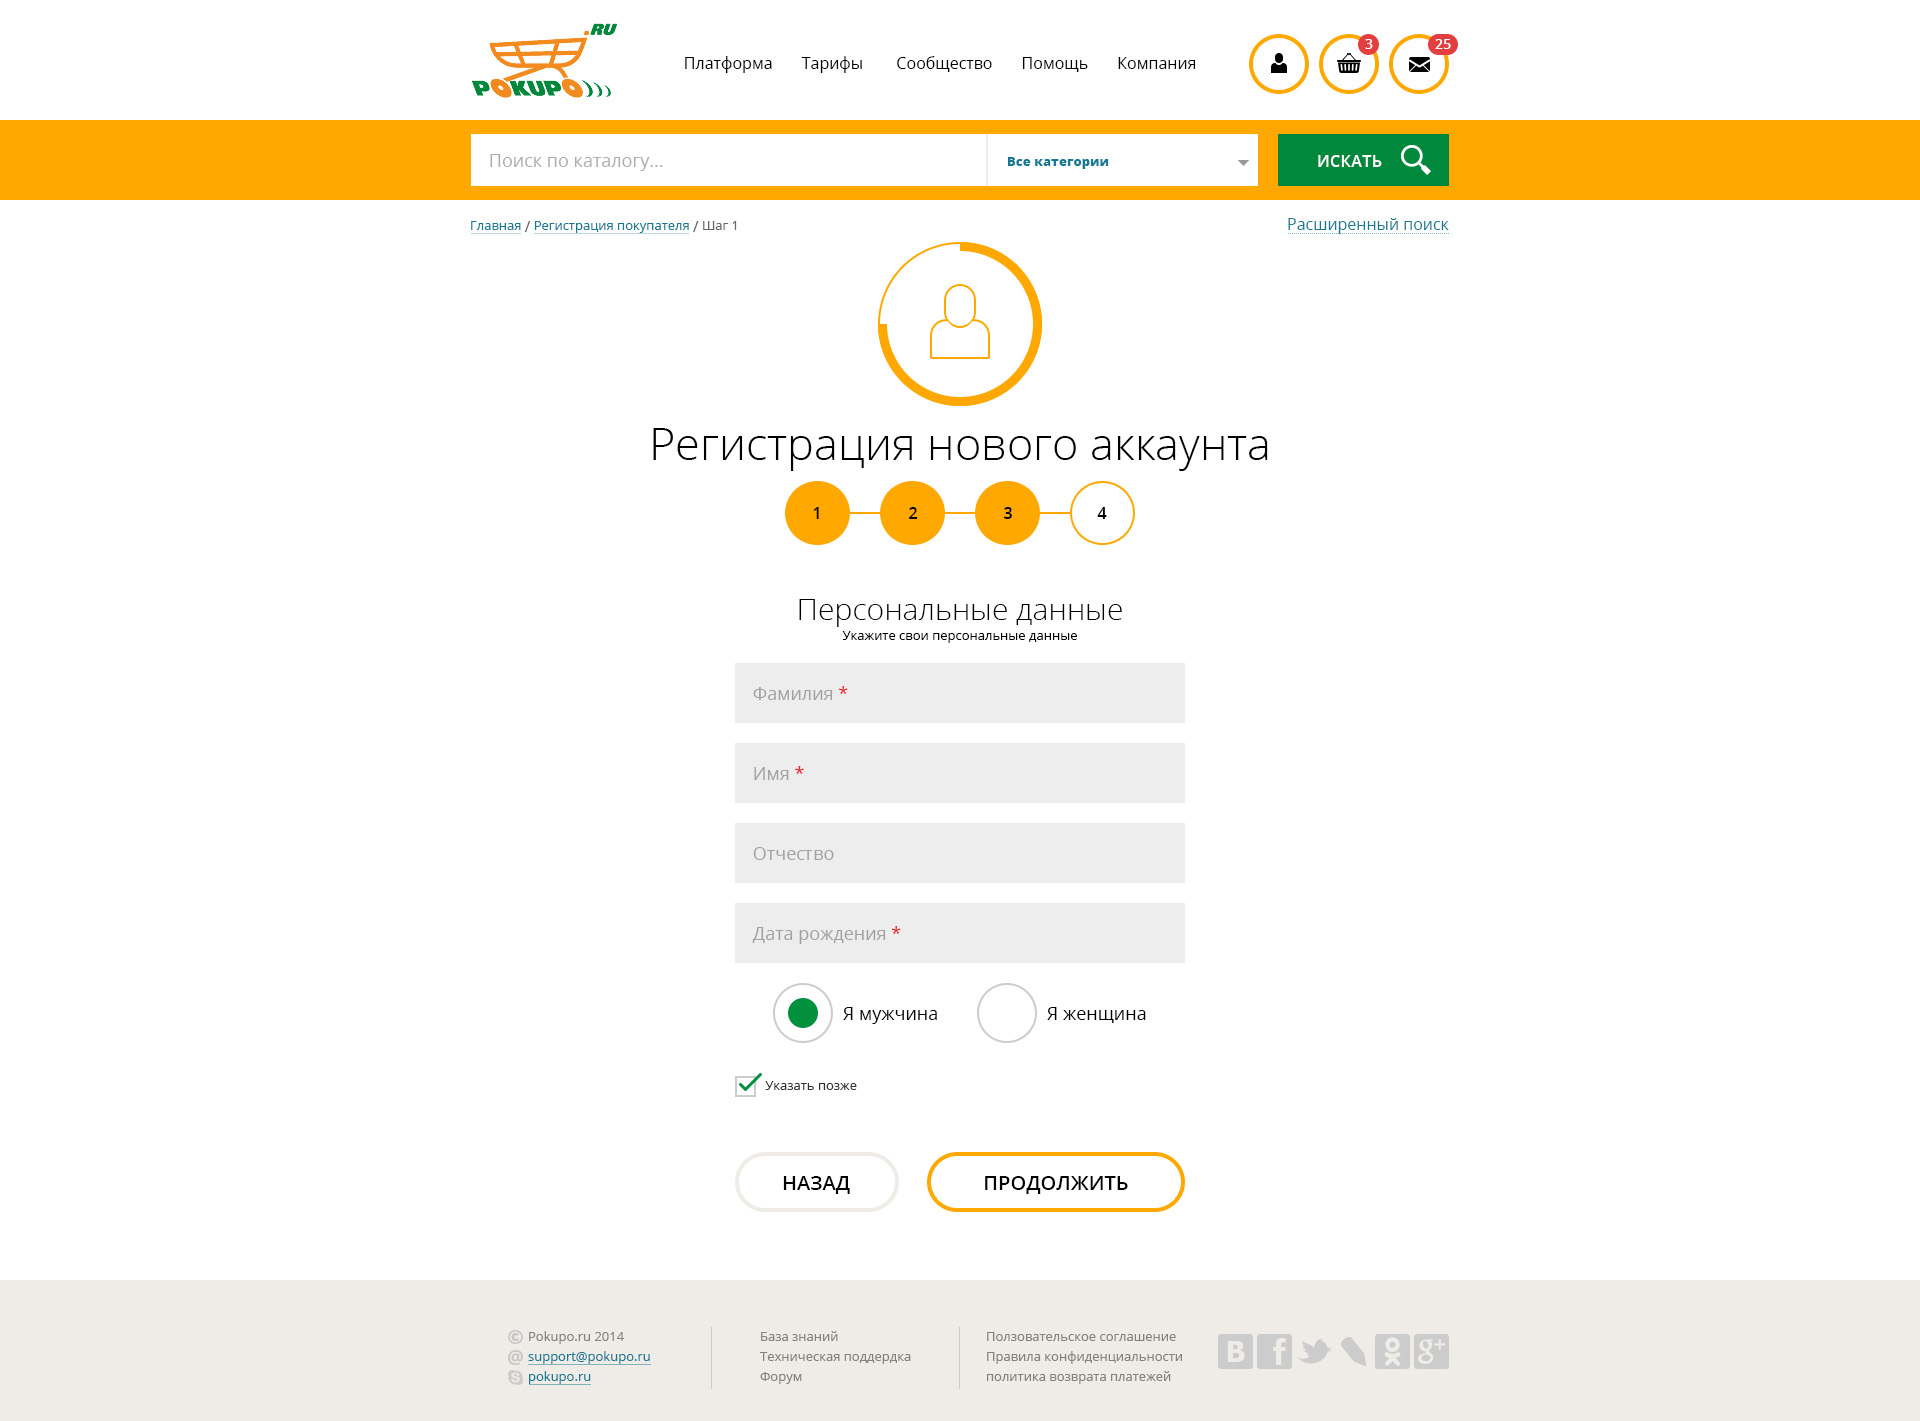 .RU
POKUPO
Платформа Тарифы Сообщество Помощь Компания
3
25
Поиск по каталогу...
Все категории
ИСКАТЬ
Главная / Регистрация покупателя / Шаг 1
Расширенный поиск
Регистрация нового аккаунта
1 2 3 4
Персональные данные
Укажите свои персональные данные
Фамилия *
Имя *
Отчество
Дата рождения *
Я мужчина Я женщина
Указать позже
НАЗАД ПРОДОЛЖИТЬ
© Pokupo.ru 2014
@ support@pokupo.ru
pokupo.ru
База знаний
Техническая поддердка
Форум
Ползовательское соглашение
Правила конфиденциальности
политика возврата платежей
B f g+